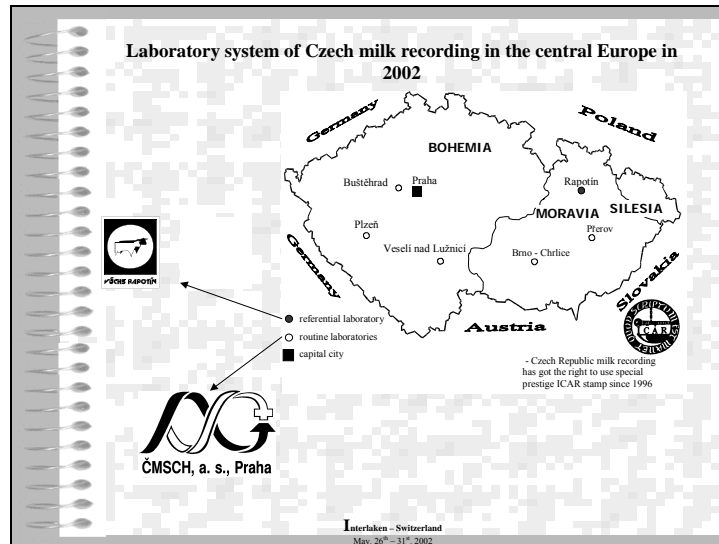 Laboratory system of Czech milk recording in the central Europe in
2002
Germany
Poland
BOHEMIA
Buštěhrad
Praha
Rapotín
MORAVIA
SILESIA
Plzeň
Přerov
Veselí nad Lužnicí
Brno - Chrlice
Germany
Slovakia
Austria
VÚCHS RAPOTÍN
referential laboratory
routine laboratories
capital city
ICAR
- Czech Republic milk recording
has got the right to use special
prestige ICAR stamp since 1996
ČMSCH, a. s., Praha
Interlaken – Switzerland
May, 26th – 31st, 2002